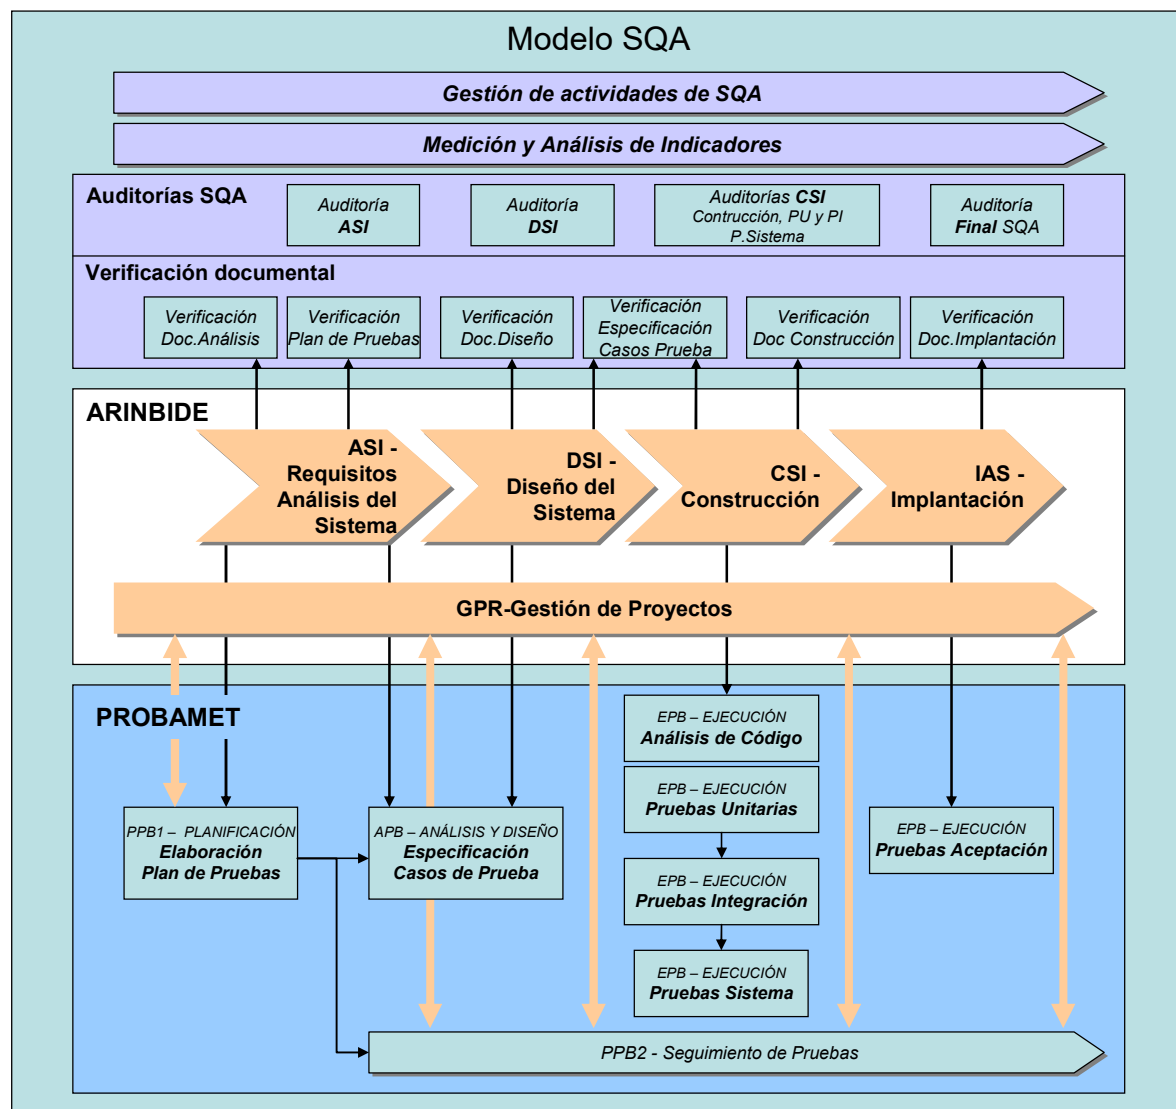 Modelo SQA
Gestión de actividades de SQA
Medición y Análisis de Indicadores
Auditorías SQA
Auditoría
ASI
Auditoría
DSI
Auditorías CSI
Contrucción, PU y PI
P.Sistema
Auditoría
Final SQA
Verificación documental
Verificación
Doc.Análisis
Verificación
Plan de Pruebas
Verificación
Doc.Diseño
Verificación
Especificación
Casos Prueba
Verificación
Doc Construcción
Verificación
Doc.Implantación
ARINBIDE
ASI -
Requisitos
Análisis del
Sistema
DSI -
Diseño del
Sistema
CSI -
Construcción
IAS -
Implantación
GPR-Gestión de Proyectos
PROBAMET
EPB – EJECUCIÓN
Análisis de Código
EPB – EJECUCIÓN
Pruebas Unitarias
PPB1 – PLANIFICACIÓN
Elaboración
Plan de Pruebas
APB – ANÁLISIS Y DISEÑO
Especificación
Casos de Prueba
EPB – EJECUCIÓN
Pruebas Aceptación
EPB – EJECUCIÓN
Pruebas Integración
EPB – EJECUCIÓN
Pruebas Sistema
PPB2 - Seguimiento de Pruebas